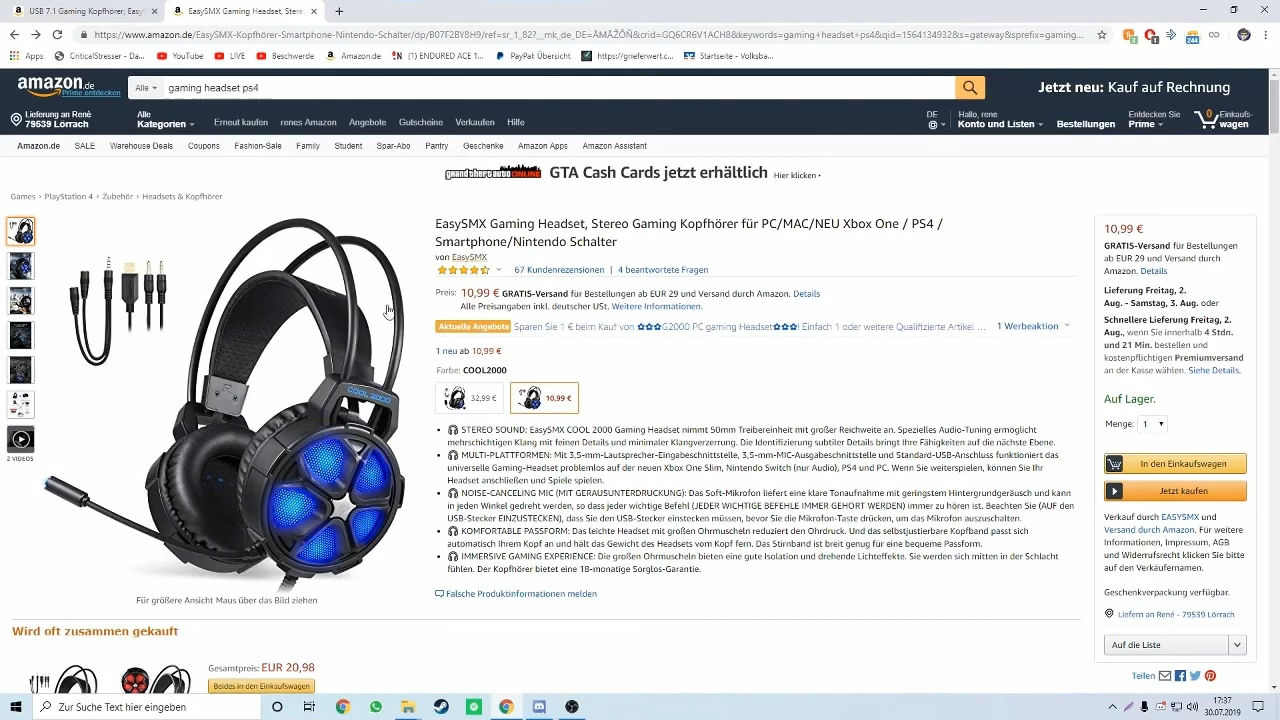 USB 7.1 Gaming Kopfhörer, EasyS
EasySMX Gaming Headset, Stere
https://www.amazon.de/EasySMX-Kopfhörer-Smartphone-Nintendo-Schalter/dp/B07F2BY8H9/ref=sr_1_82?__mk_de_DE=ÅMÅŽÕÑ&crid=GQ6CR6V1ACH8&keywords=gaming+headset+ps4&qid=1564134932&s=gateway&sprefix=gaming...
Apps
CriticalStresser - Da...
YouTube
LIVE
Beschwerde
Amazon.de
(1) ENDURED ACE 1...
PayPal: Übersicht
https://grieferwert.c...
Startseite - Volksba...
amazon.de
Prime entdecken
Alle
gaming headset ps4
Jetzt neu: Kauf auf Rechnung
Lieferung an René
79539 Lörrach
Alle
Kategorien
Erneut kaufen
renes Amazon
Angebote
Gutscheine
Verkaufen
Hilfe
DE
Hallo, rene
Konto und Listen
Bestellungen
Entdecken Sie
Prime
0
Einkaufs-
wagen
Amazon.de
SALE
Warehouse Deals
Coupons
Fashion-Sale
Family
Student
Spar-Abo
Pantry
Geschenke
Amazon Apps
Amazon Assistant
grand theft auto ONLINE GTA Cash Cards jetzt erhältlich Hier klicken ▸
Games › PlayStation 4 › Zubehör › Headsets & Kopfhörer
2 VIDEOS
COOL2000
Für größere Ansicht Maus über das Bild ziehen
EasySMX Gaming Headset, Stereo Gaming Kopfhörer für PC/MAC/NEU Xbox One / PS4 /
Smartphone/Nintendo Schalter
von EasySMX
67 Kundenrezensionen | 4 beantwortete Fragen
Preis: 10,99 € GRATIS-Versand für Bestellungen ab EUR 29 und Versand durch Amazon. Details
Alle Preisangaben inkl. deutscher USt. Weitere Informationen.
Aktuelle Angebote Sparen Sie 1 € beim Kauf von ✿✿✿G2000 PC gaming Headset✿✿✿! Einfach 1 oder weitere Qualifizierte Artikel ... 1 Werbeaktion
1 neu ab 10,99 €
Farbe: COOL2000
32,99 €
10,99 €
• 🎧 STEREO SOUND: EasySMX COOL 2000 Gaming Headset nimmt 50mm Treibereinheit mit großer Reichweite an. Spezielles Audio-Tuning ermöglicht
mehrschichtigen Klang mit feinen Details und minimaler Klangverzerrung. Die Identifizierung subtiler Details bringt Ihre Fähigkeiten auf die nächste Ebene.
• 🎧 MULTI-PLATTFORMEN: Mit 3,5-mm-Lautsprecher-Eingabeschnittstelle, 3,5-mm-MIC-Ausgabeschnittstelle und Standard-USB-Anschluss funktioniert das
universelle Gaming-Headset problemlos auf der neuen Xbox One Slim, Nintendo Switch (nur Audio), PS4 und PC. Wenn Sie weiterspielen, können Sie Ihr
Headset anschließen und Spiele spielen.
• 🎧 NOISE-CANCELING MIC (MIT GERAUSUNTERDRUCKUNG): Das Soft-Mikrofon liefert eine klare Tonaufnahme mit geringstem Hintergrundgeräusch und kann
in jeden Winkel gedreht werden, so dass jeder wichtige Befehl (JEDER WICHTIGE BEFEHLE IMMER GEHÖRT WERDEN) immer zu hören ist, Beachten Sie (AUF DEN
USB-Stecker EINZUSTECKEN), dass Sie den USB-Stecker einstecken müssen, bevor Sie die Mikrofon-Taste drücken, um das Mikrofon auszuschalten.
• 🎧 KOMFORTABLE PASSFORM: Das leichte Headset mit großen Ohrmuscheln reduziert den Ohrdruck. Und das selbstjustierbare Kopfband passt sich
automatisch Ihrem Kopf an und hält das Gewicht des Headsets vom Kopf fern. Das Stirnband ist breit genug für eine bequeme Passform.
• 🎧 IMMERSIVE GAMING EXPERIENCE: Die großen Ohrmuscheln bieten eine gute Isolation und drehende Lichteffekte. Sie werden sich mitten in der Schlacht
fühlen. Der Kopfhörer bietet eine 18-monatige Sorglos-Garantie.
Falsche Produktinformationen melden
10,99 €
GRATIS-Versand für Bestellungen
ab EUR 29 und Versand durch
Amazon. Details
Lieferung Freitag, 2.
Aug. - Samstag, 3. Aug. oder
Schnellere Lieferung Freitag, 2.
Aug., wenn Sie innerhalb 4 Stdn.
und 21 Min. bestellen und
kostenpflichtigen Premiumversand
an der Kasse wählen. Siehe Details.
Auf Lager.
Menge: 1
In den Einkaufswagen
Jetzt kaufen
Verkauf durch EASYSMX und
Versand durch Amazon. Für weitere
Informationen, Impressum, AGB
und Widerrufsrecht klicken Sie bitte
auf den Verkäufernamen.
Geschenkverpackung verfügbar.
Liefern an René - 79539 Lörrach
Auf die Liste
Teilen
Wird oft zusammen gekauft
Gesamtpreis: EUR 20,98
Beides in den Einkaufswagen
Zur Suche Text hier eingeben
17:37
30.07.2019